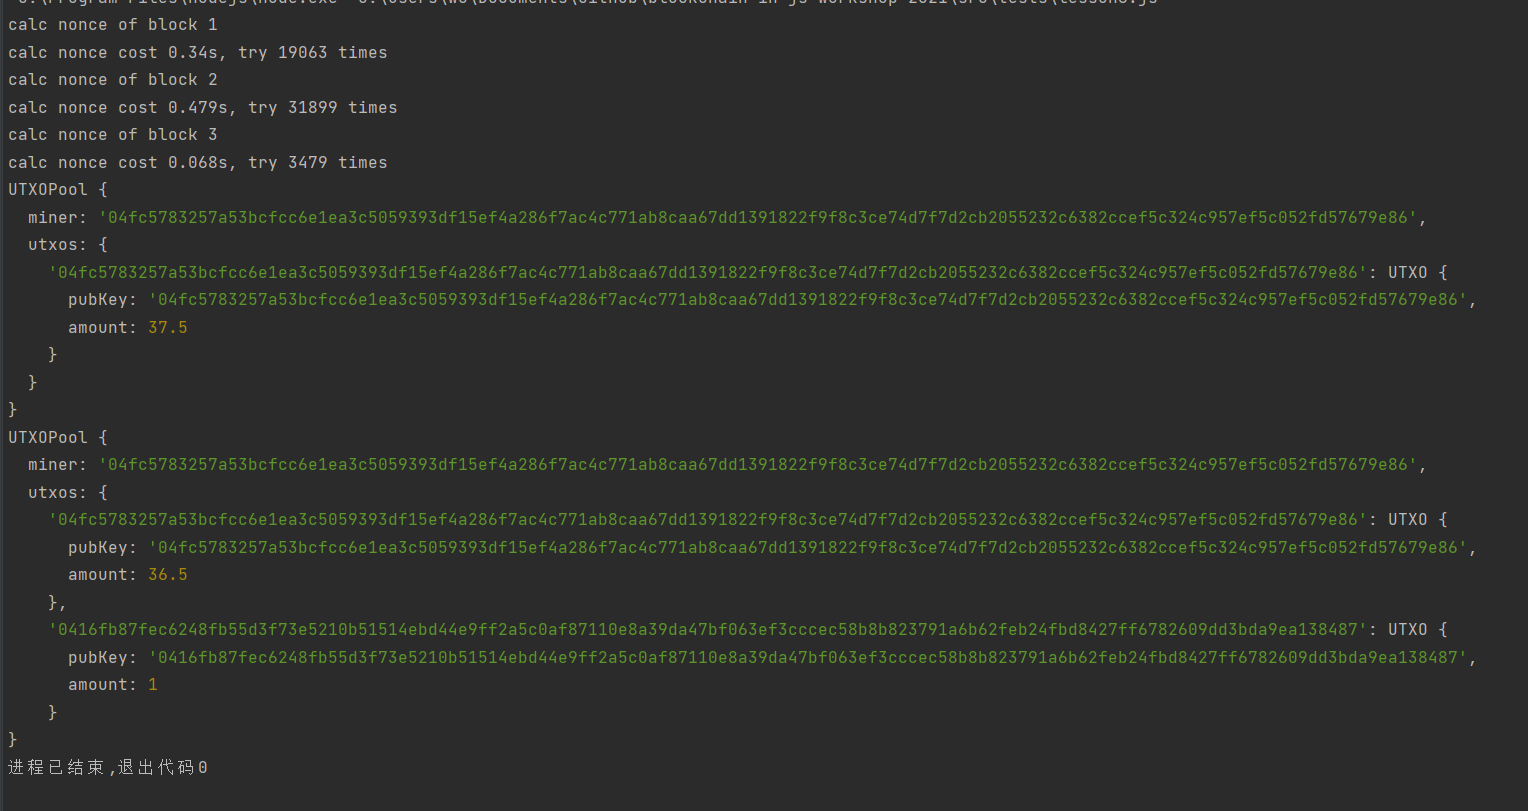 calc nonce of block 1
calc nonce cost 0.34s, try 19063 times
calc nonce of block 2
calc nonce cost 0.479s, try 31899 times
calc nonce of block 3
calc nonce cost 0.068s, try 3479 times
UTXOPool {
  miner: '04fc5783257a53bcfcc6e1ea3c5059393df15ef4a286f7ac4c771ab8caa67dd1391822f9f8c3ce74d7f7d2cb2055232c6382ccef5c324c957ef5c052fd57679e86',
  utxos: {
    '04fc5783257a53bcfcc6e1ea3c5059393df15ef4a286f7ac4c771ab8caa67dd1391822f9f8c3ce74d7f7d2cb2055232c6382ccef5c324c957ef5c052fd57679e86': UTXO {
      pubKey: '04fc5783257a53bcfcc6e1ea3c5059393df15ef4a286f7ac4c771ab8caa67dd1391822f9f8c3ce74d7f7d2cb2055232c6382ccef5c324c957ef5c052fd57679e86',
      amount: 37.5
    }
  }
}
UTXOPool {
  miner: '04fc5783257a53bcfcc6e1ea3c5059393df15ef4a286f7ac4c771ab8caa67dd1391822f9f8c3ce74d7f7d2cb2055232c6382ccef5c324c957ef5c052fd57679e86',
  utxos: {
    '04fc5783257a53bcfcc6e1ea3c5059393df15ef4a286f7ac4c771ab8caa67dd1391822f9f8c3ce74d7f7d2cb2055232c6382ccef5c324c957ef5c052fd57679e86': UTXO {
      pubKey: '04fc5783257a53bcfcc6e1ea3c5059393df15ef4a286f7ac4c771ab8caa67dd1391822f9f8c3ce74d7f7d2cb2055232c6382ccef5c324c957ef5c052fd57679e86',
      amount: 36.5
    },
    '0416fb87fec6248fb55d3f73e5210b51514ebd44e9ff2a5c0af87110e8a39da47bf063ef3cccec58b8b823791a6b62feb24fbd8427ff6782609dd3bda9ea138487': UTXO {
      pubKey: '0416fb87fec6248fb55d3f73e5210b51514ebd44e9ff2a5c0af87110e8a39da47bf063ef3cccec58b8b823791a6b62feb24fbd8427ff6782609dd3bda9ea138487',
      amount: 1
    }
}
进程已结束,退出代码0